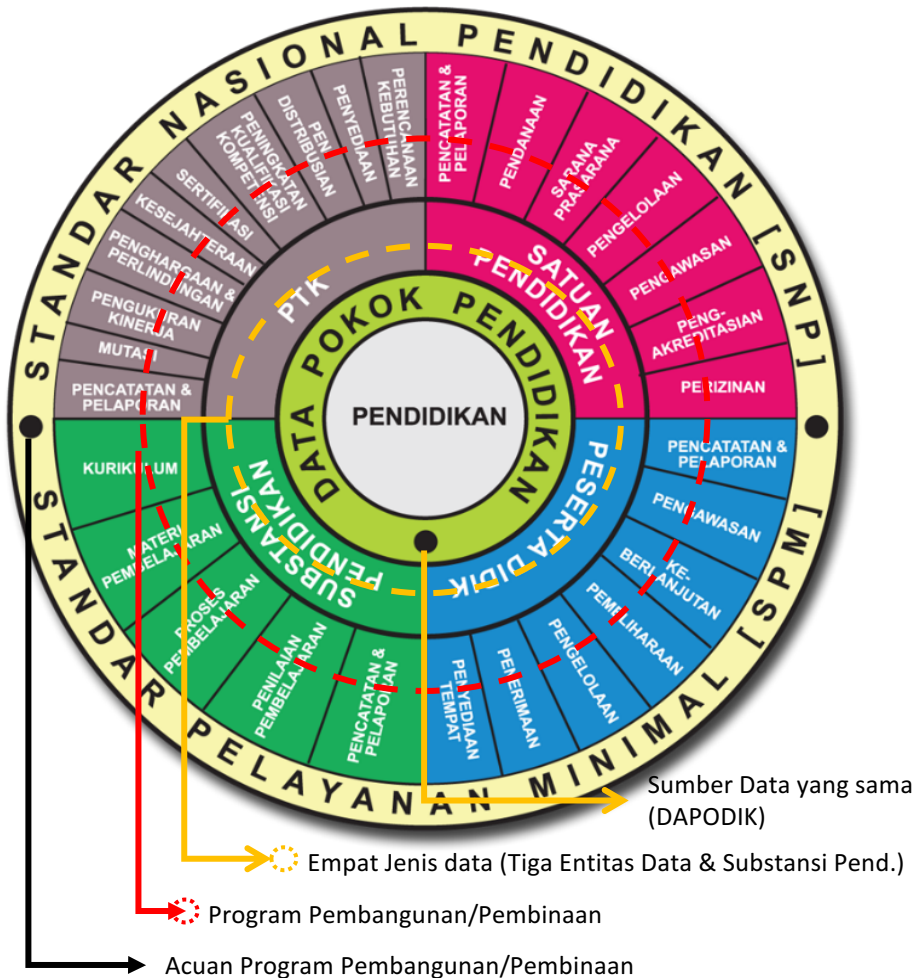 STANDAR NASIONAL PENDIDIKAN [SNP]
PENCATATAN &
PELAPORAN
MUTASI
PENGUKURAN
KINERJA
PENGHARGAAN &
PERLINDUNGAN
KESEJAHTERAAN
SERTIFIKASI
PENINGKATAN
KUALIFIKASI
KOMPETENSI
PEN
DISTRIBUSIAN
PENYEDIAAN
PERENCANAAN
KEBUTUHAN
PENCATATAN &
PELAPORAN
PENDANAAN
SARANA
PRASARANA
PENGELOLAAN
PENGAWASAN
PENG-
AKREDITASIAN
PERIZINAN
PTK
SATUAN
PENDIDIKAN
DATA POKOK PENDIDIKAN
PENDIDIKAN
SUBSTANSI
PENDIDIKAN
PESERTA DIDIK
KURIKULUM
MATERI
PEMBELAJARAN
PROSES
PEMBELAJARAN
PENILAIAN
PEMBELAJARAN
PENCATATAN &
PELAPORAN
PENYEDIAAN
TEMPAT
PENERIMAAN
PENGELOLAAN
PEMELIHARAAN
KE-
BERLANJUTAN
PENGAWASAN
PENCATATAN &
PELAPORAN
STANDAR PELAYANAN MINIMAL [SPM]
Sumber Data yang sama
(DAPODIK)
Empat Jenis data (Tiga Entitas Data & Substansi Pend.)
Program Pembangunan/Pembinaan
Acuan Program Pembangunan/Pembinaan